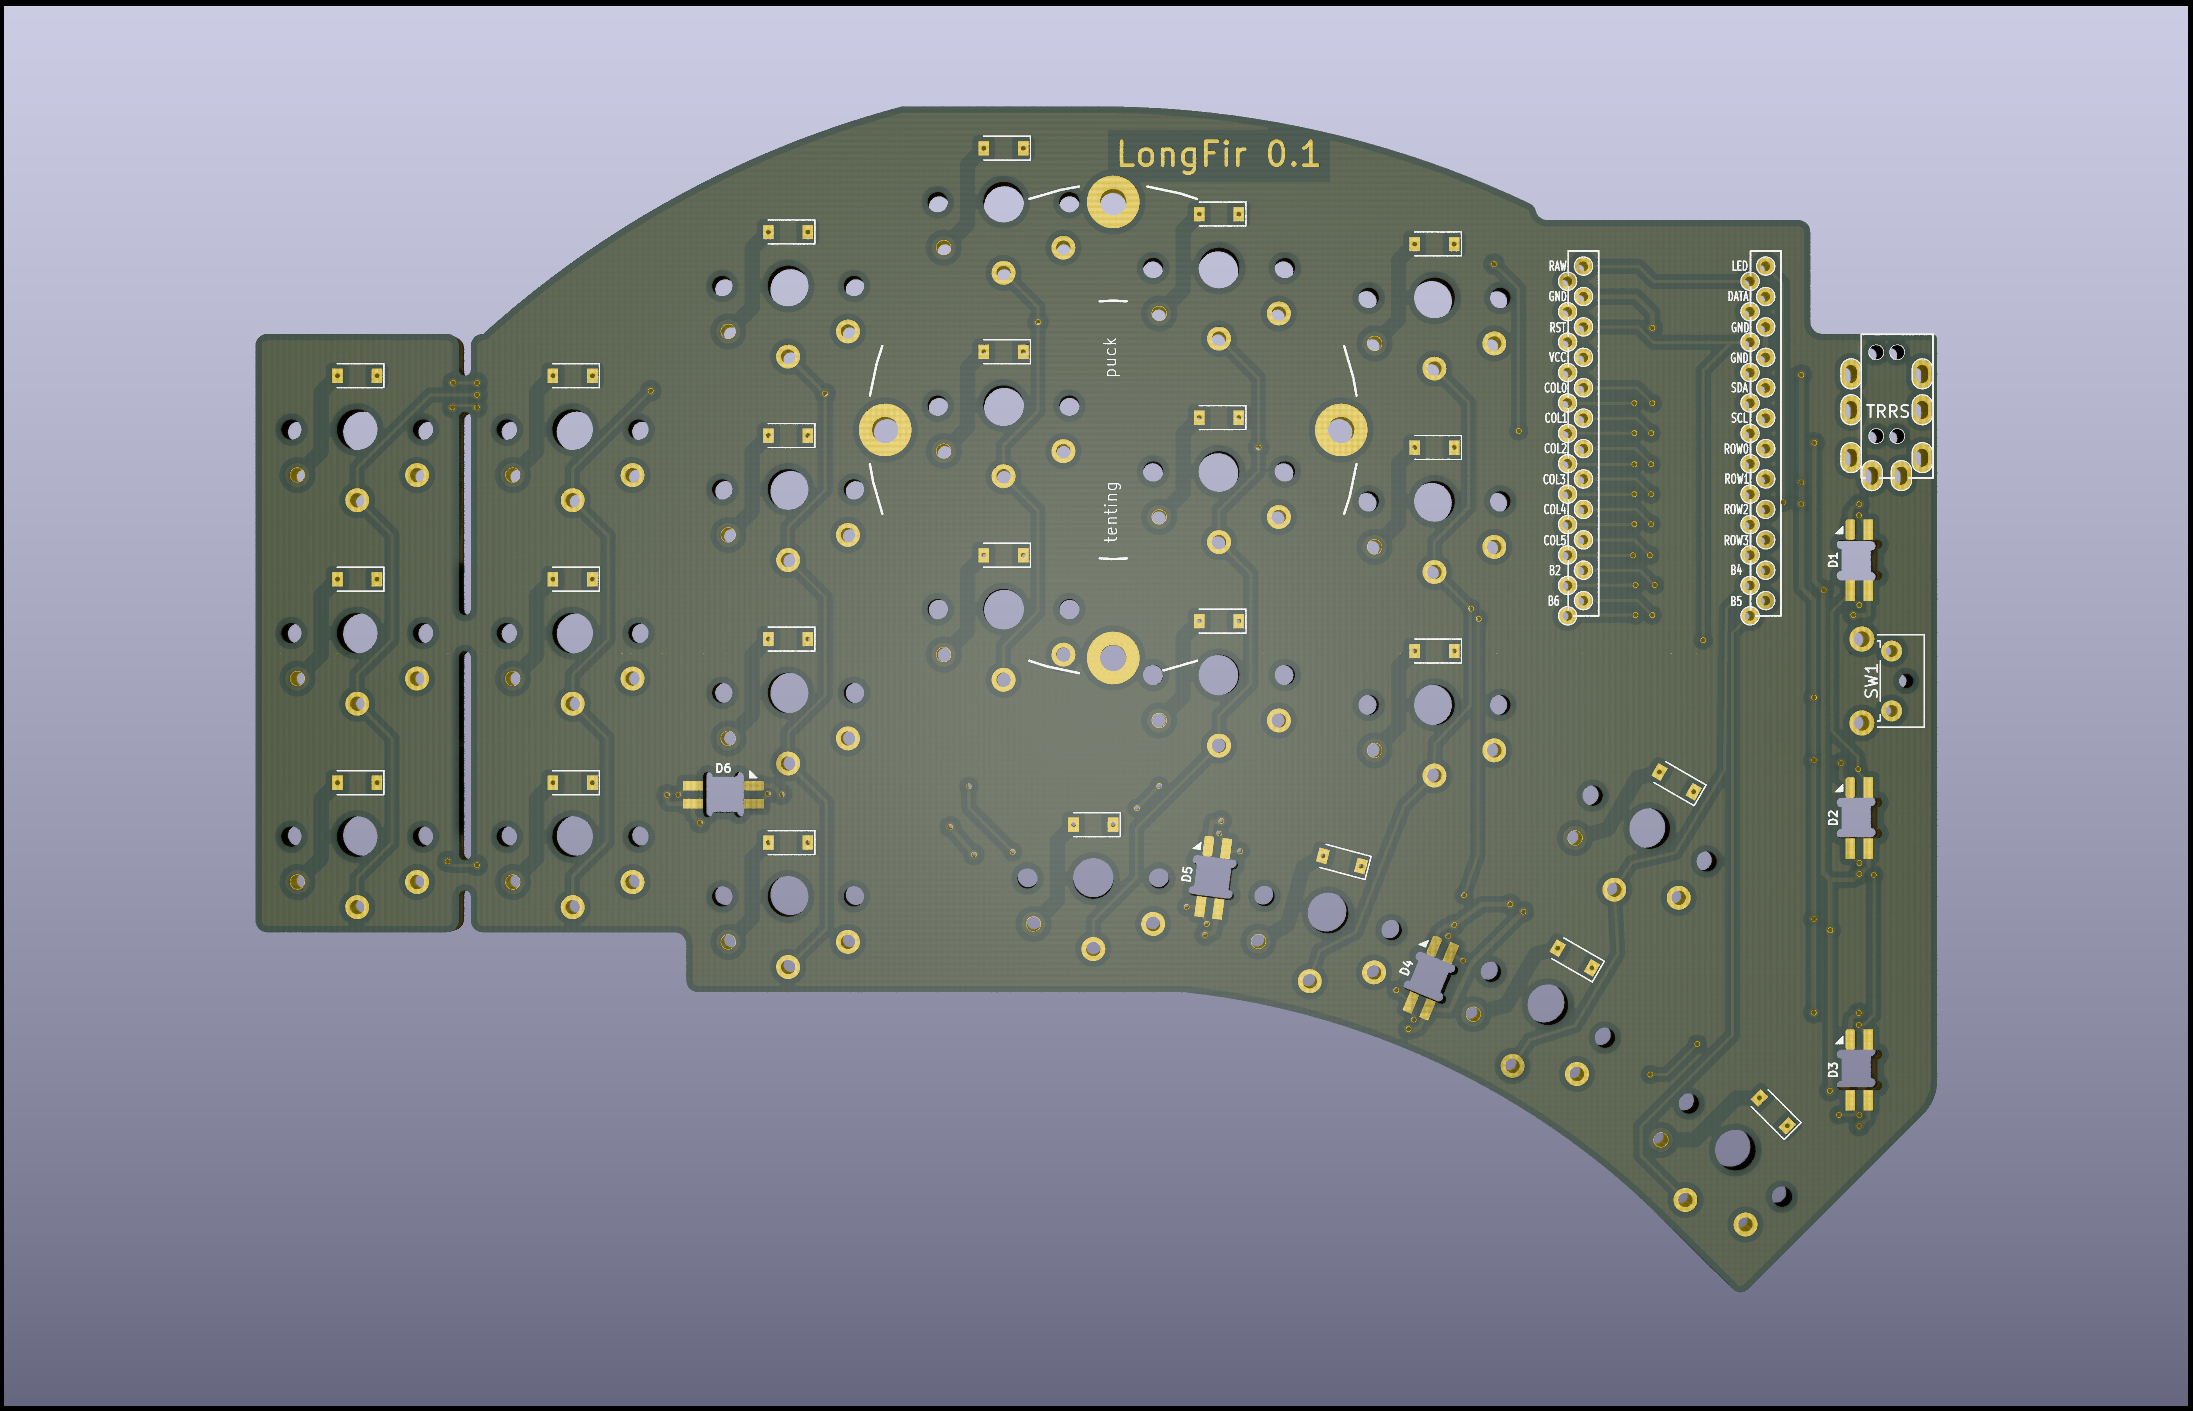 LongFir 0.1
puck
tenting
RAW
GND
RST
VCC
COL0
COL1
COL2
COL3
COL4
COL5
B2
B6
LED
DATA
GND
GND
SDA
SCL
ROW0
ROW1
ROW2
ROW3
B4
B5
TRRS
D1
SW1
D2
D3
D6
D5
D4